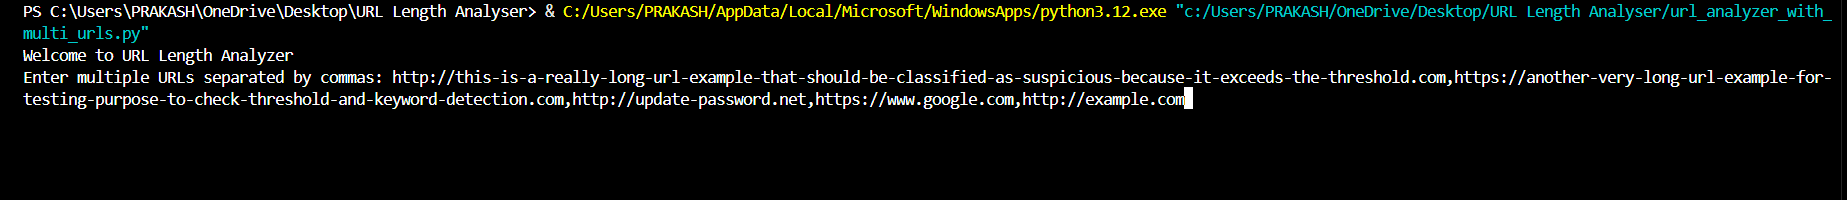 PS C:\Users\PRAKASH\OneDrive\Desktop\URL Length Analyser> & C:/Users/PRAKASH/AppData/Local/Microsoft/WindowsApps/python3.12.exe "c:/Users/PRAKASH/OneDrive/Desktop/URL Length Analyser/url_analyzer_with_
multi_urls.py"
Welcome to URL Length Analyzer
Enter multiple URLs separated by commas: http://this-is-a-really-long-url-example-that-should-be-classified-as-suspicious-because-it-exceeds-the-threshold.com,https://another-very-long-url-example-for-
testing-purpose-to-check-threshold-and-keyword-detection.com,http://update-password.net,https://www.google.com,http://example.com